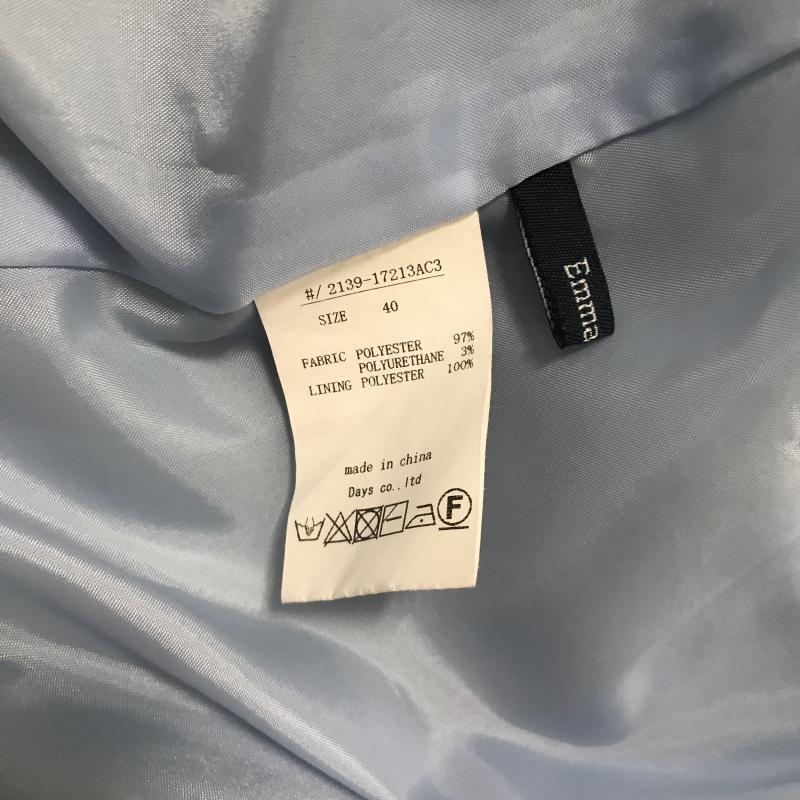 #/ 2139-17213AC3
SIZE 40
FABRIC POLYESTER 97%
POLYURETHANE 3%
LINING POLYESTER 100%
made in china
Days co.,ltd
F
Emma